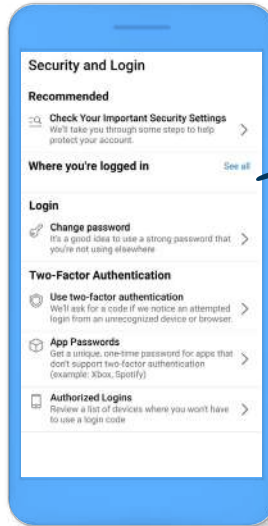 Security and Login
Recommended
Check Your Important Security Settings
We'll take you through some steps to help
protect your account.
Where you're logged in See all
Login
Change password
It's a good idea to use a strong password that
you're not using elsewhere
Two-Factor Authentication
Use two-factor authentication
We'll ask for a code if we notice an attempted
login from an unrecognized device or browser.
App Passwords
Get a unique, one-time password for apps that
don't support two-factor authentication
(example: Xbox, Spotify)
Authorized Logins
Review a list of devices where you won't have
to use a login code